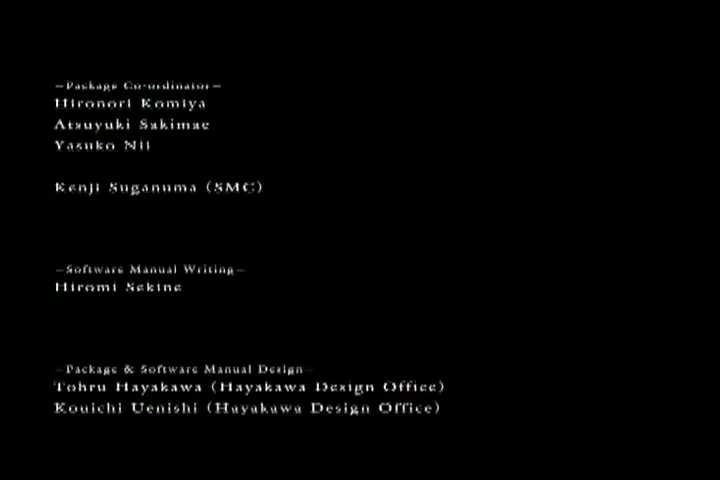 –Package Co-ordinator–
Hironori Komiya
Atsuyuki Sakimae
Yasuko Nii
Kenji Suganuma (SMC)
–Software Manual Writing–
Hiromi Sekine
–Package & Software Manual Design–
Tohru Hayakawa (Hayakawa Design Office)
Kouichi Uenishi (Hayakawa Design Office)